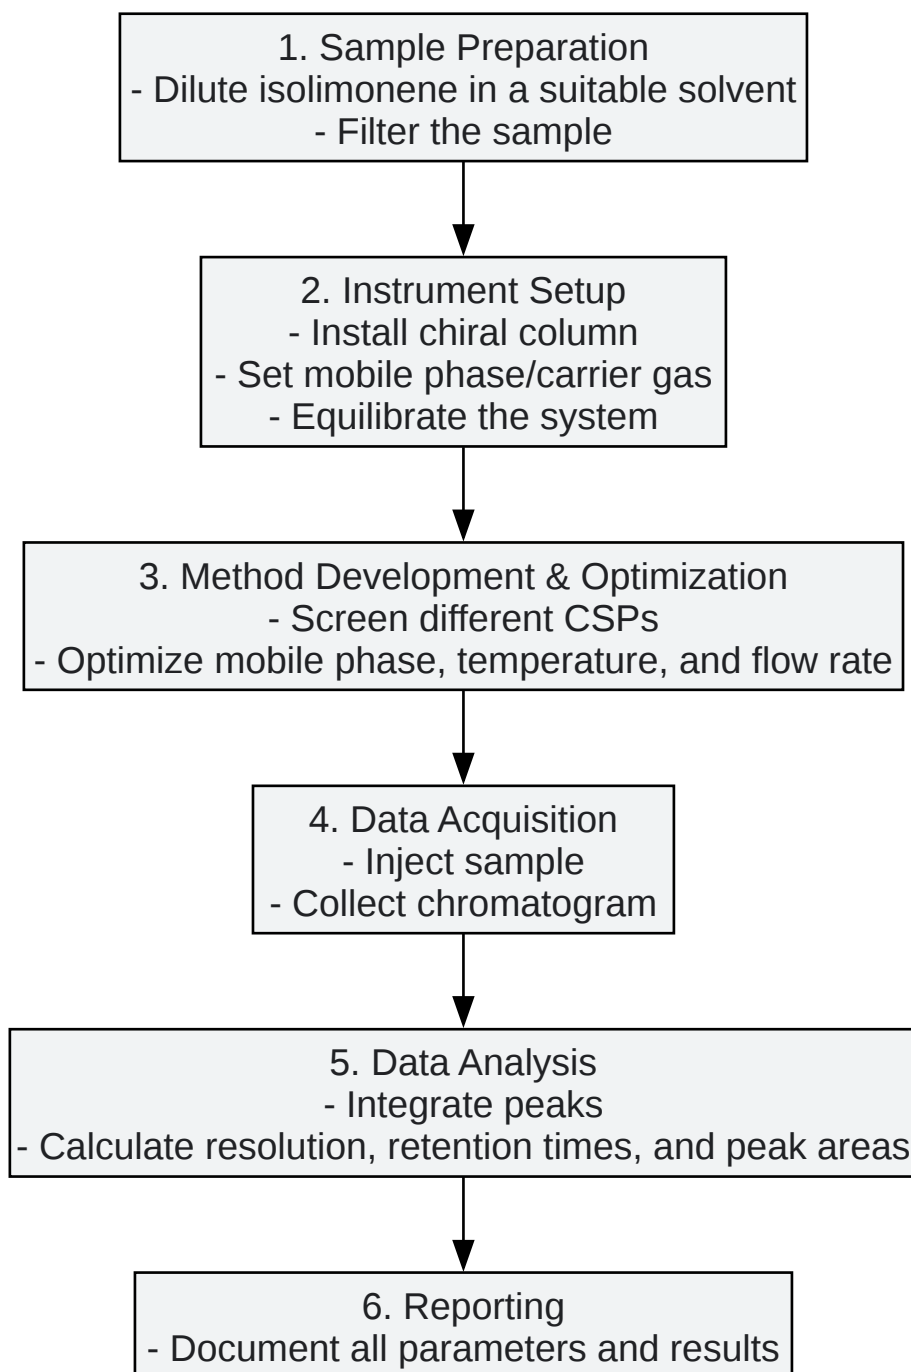 1. Sample Preparation
- Dilute isolimonene in a suitable solvent
- Filter the sample
2. Instrument Setup
- Install chiral column
- Set mobile phase/carrier gas
- Equilibrate the system
3. Method Development & Optimization
- Screen different CSPs
- Optimize mobile phase, temperature, and flow rate
4. Data Acquisition
- Inject sample
- Collect chromatogram
5. Data Analysis
- Integrate peaks
- Calculate resolution, retention times, and peak areas
6. Reporting
- Document all parameters and results